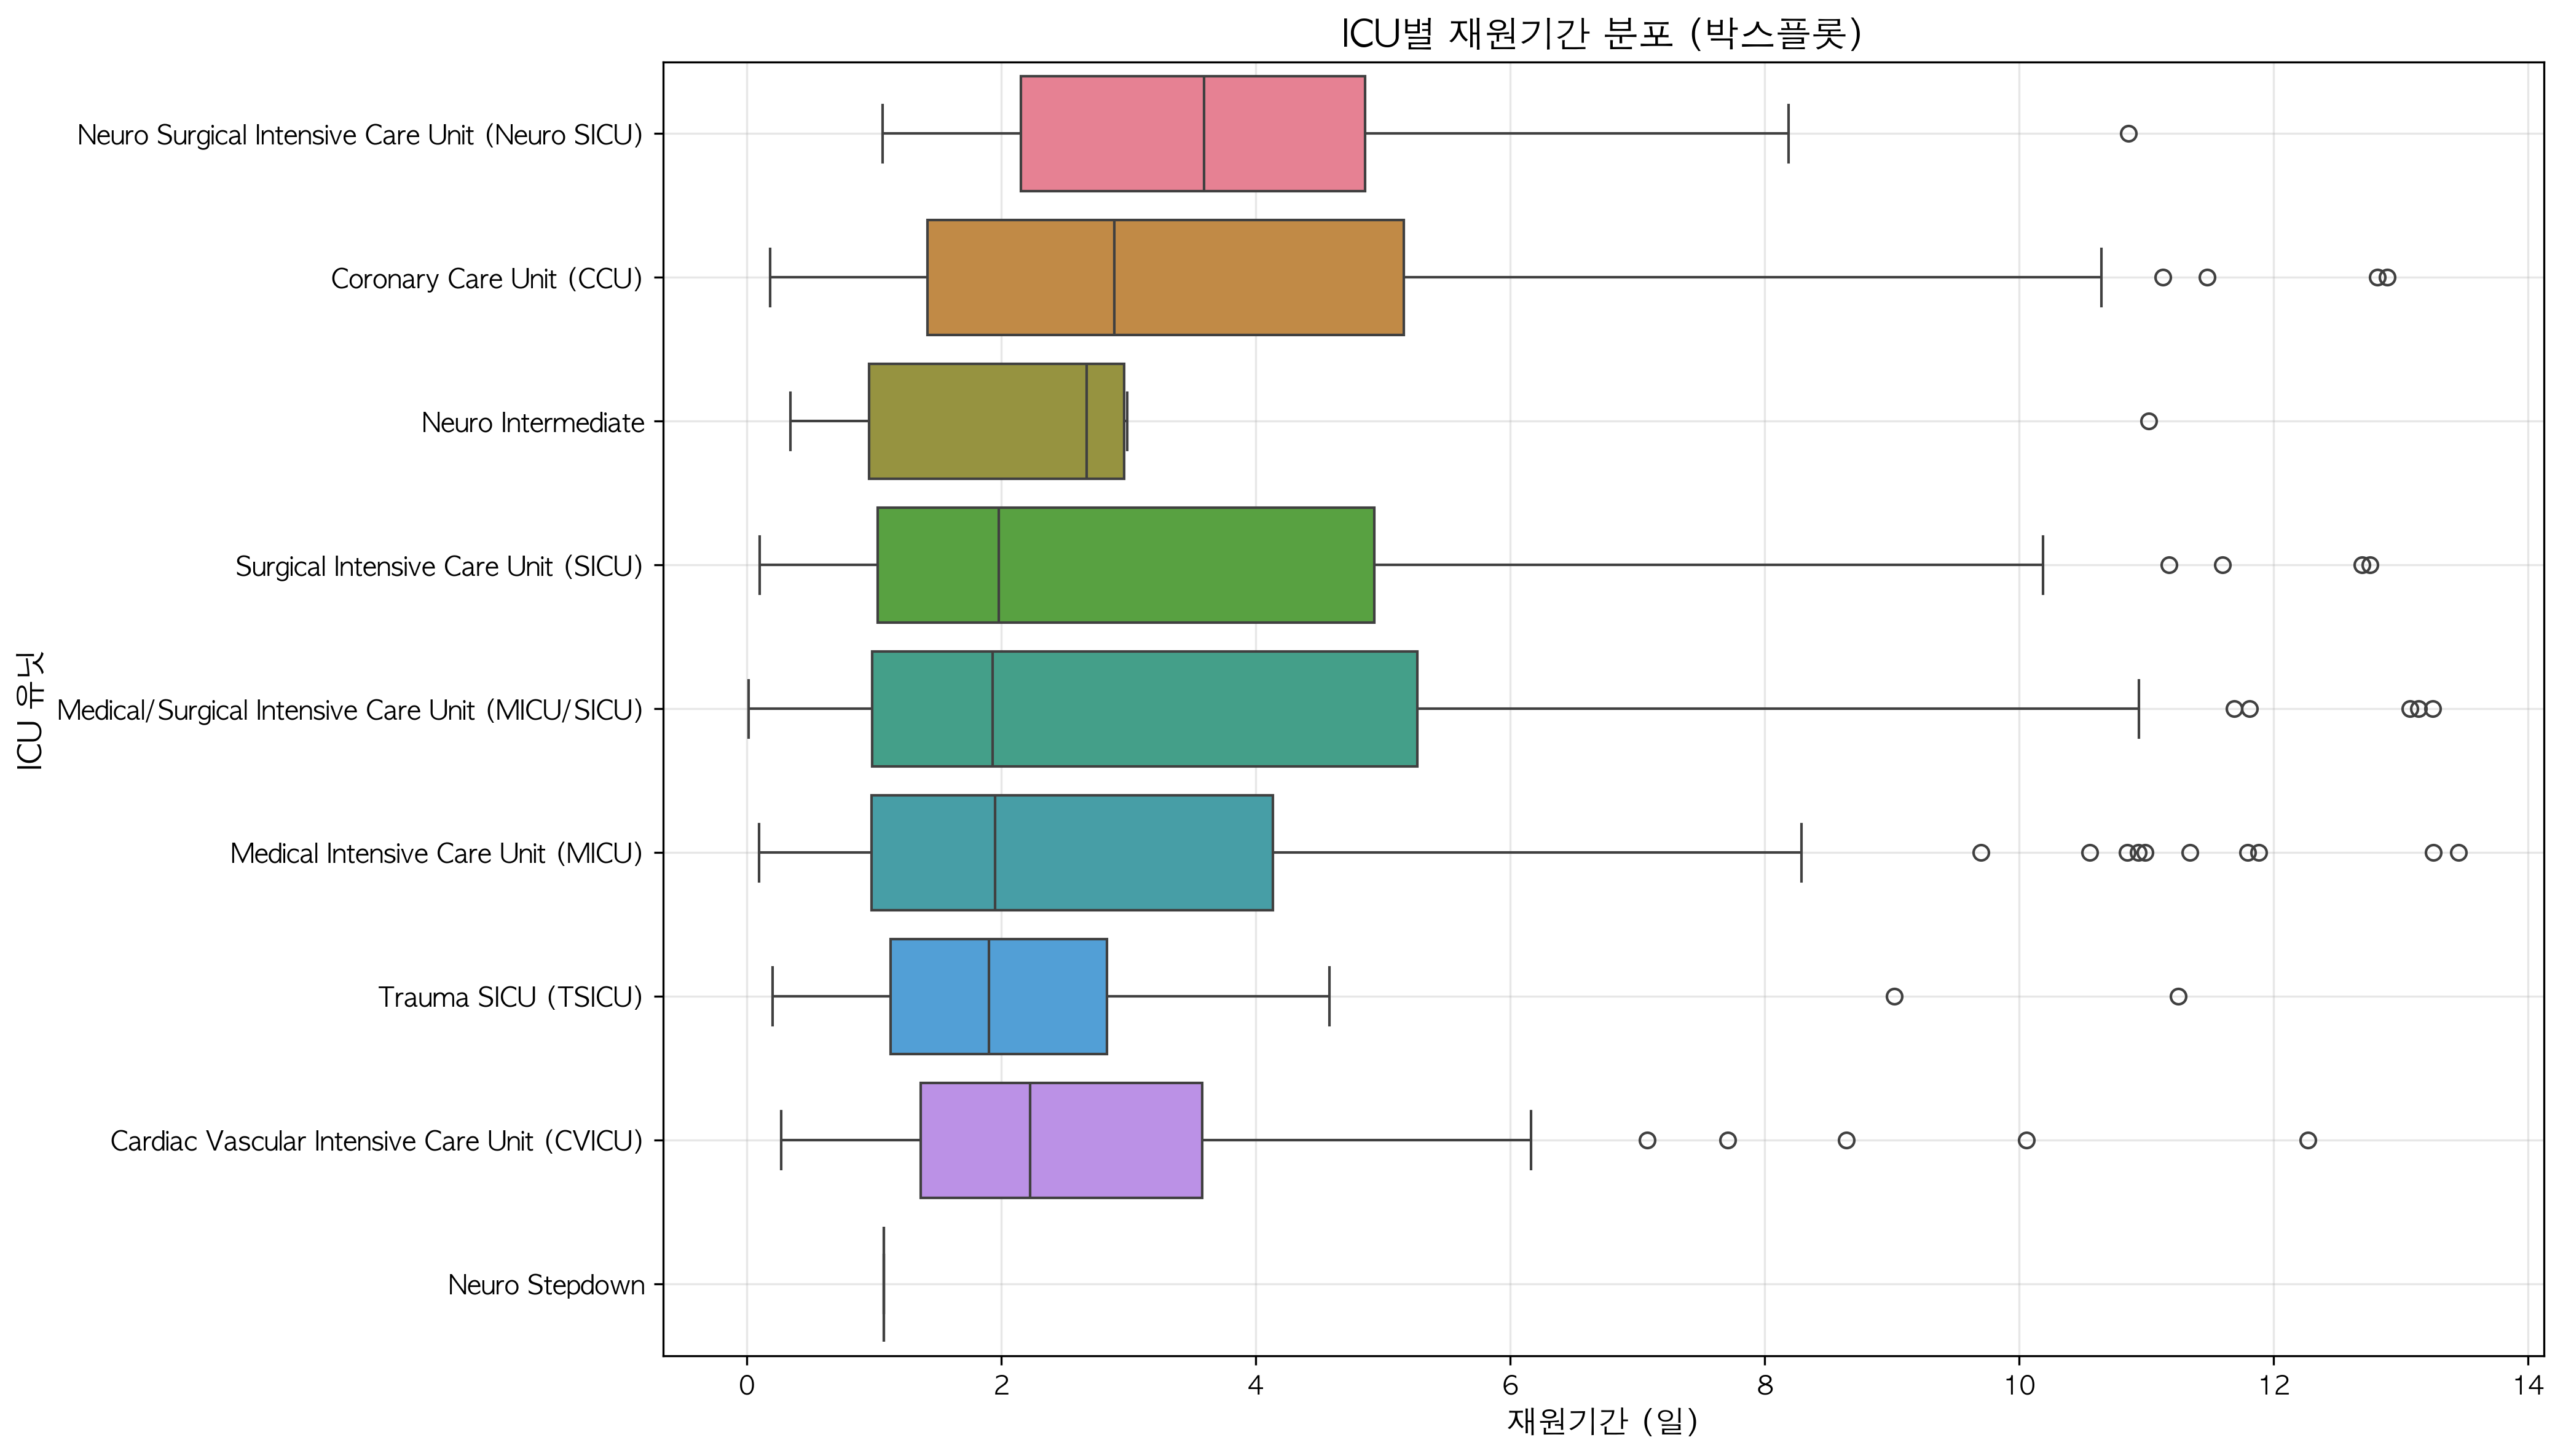 ICU별 재원기간 분포 (박스플롯)
Neuro Surgical Intensive Care Unit (Neuro SICU)
Coronary Care Unit (CCU)
Neuro Intermediate
Surgical Intensive Care Unit (SICU)
Medical/Surgical Intensive Care Unit (MICU/SICU)
Medical Intensive Care Unit (MICU)
Trauma SICU (TSICU)
Cardiac Vascular Intensive Care Unit (CVICU)
Neuro Stepdown
ICU 유닛
0 2 4 6 8 10 12 14
재원기간 (일)